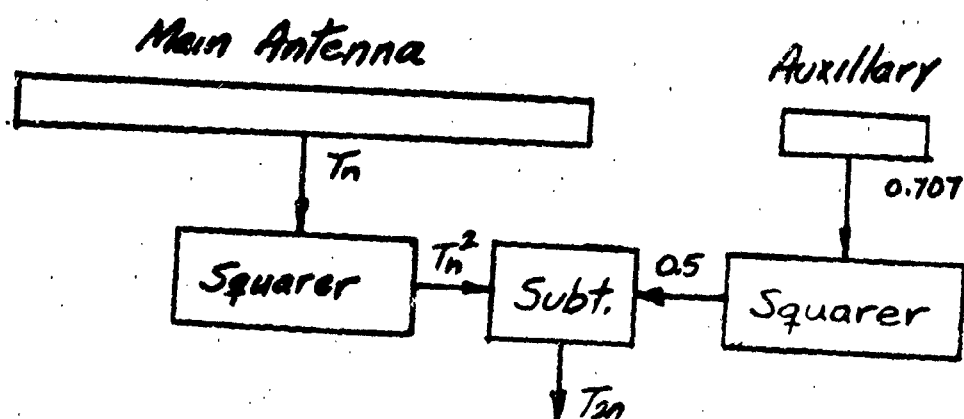 Main Antenna
Auxillary
Tn
0.707
Squarer
Tn²
Subt.
0.5
Squarer
T2n